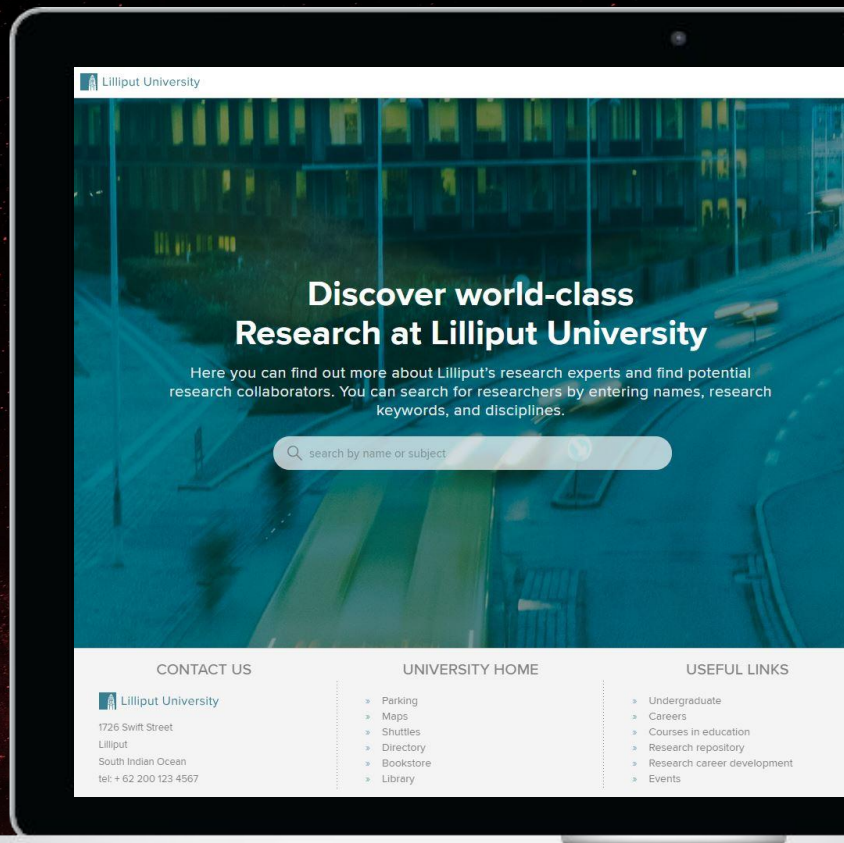 Lilliput University
Discover world-class
Research at Lilliput University
Here you can find out more about Lilliput's research experts and find potential
research collaborators. You can search for researchers by entering names, research
keywords, and disciplines.
search by name or subject
CONTACT US
Lilliput University
1726 Swift Street
Lilliput
South Indian Ocean
tel: + 62 200 123 4567
UNIVERSITY HOME
» Parking
» Maps
» Shuttles
» Directory
» Bookstore
» Library
USEFUL LINKS
» Undergraduate
» Careers
» Courses in education
» Research repository
» Research career development
» Events